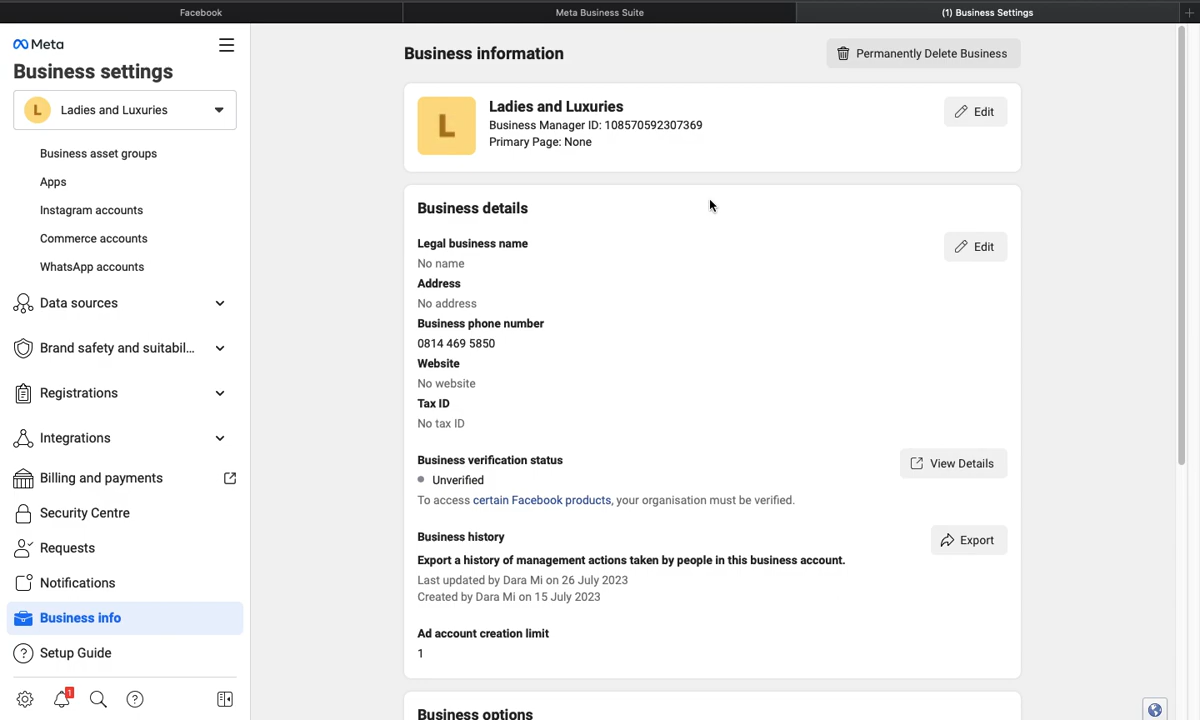 Facebook
Meta Business Suite
(1) Business Settings
Meta
Business settings
L
Ladies and Luxuries
Business asset groups
Apps
Instagram accounts
Commerce accounts
WhatsApp accounts
Data sources
Brand safety and suitabil...
Registrations
Integrations
Billing and payments
Security Centre
Requests
Notifications
Business info
Setup Guide
1
Business information
Permanently Delete Business
L
Ladies and Luxuries
Business Manager ID: 108570592307369
Primary Page: None
Edit
Business details
Legal business name
No name
Edit
Address
No address
Business phone number
0814 469 5850
Website
No website
Tax ID
No tax ID
Business verification status
Unverified
To access certain Facebook products, your organisation must be verified.
View Details
Business history
Export a history of management actions taken by people in this business account.
Last updated by Dara Mi on 26 July 2023
Created by Dara Mi on 15 July 2023
Export
Ad account creation limit
1
Business options